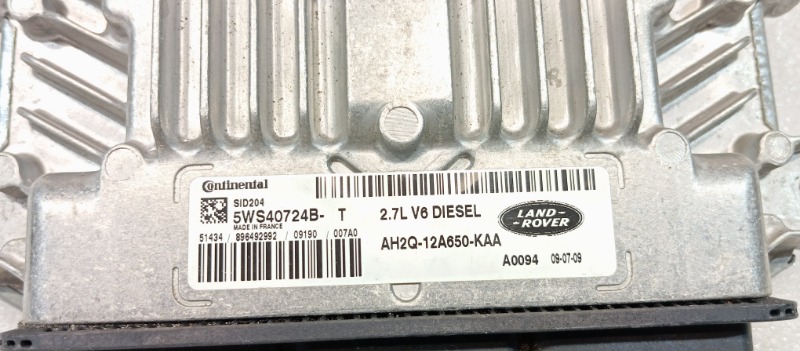 Continental
SID204
5WS40724B- T
MADE IN FRANCE
51434 / 896492992 / 09190 / 007A0
2.7L V6 DIESEL
LAND-
-ROVER
AH2Q-12A650-KAA
A0094 09-07-09